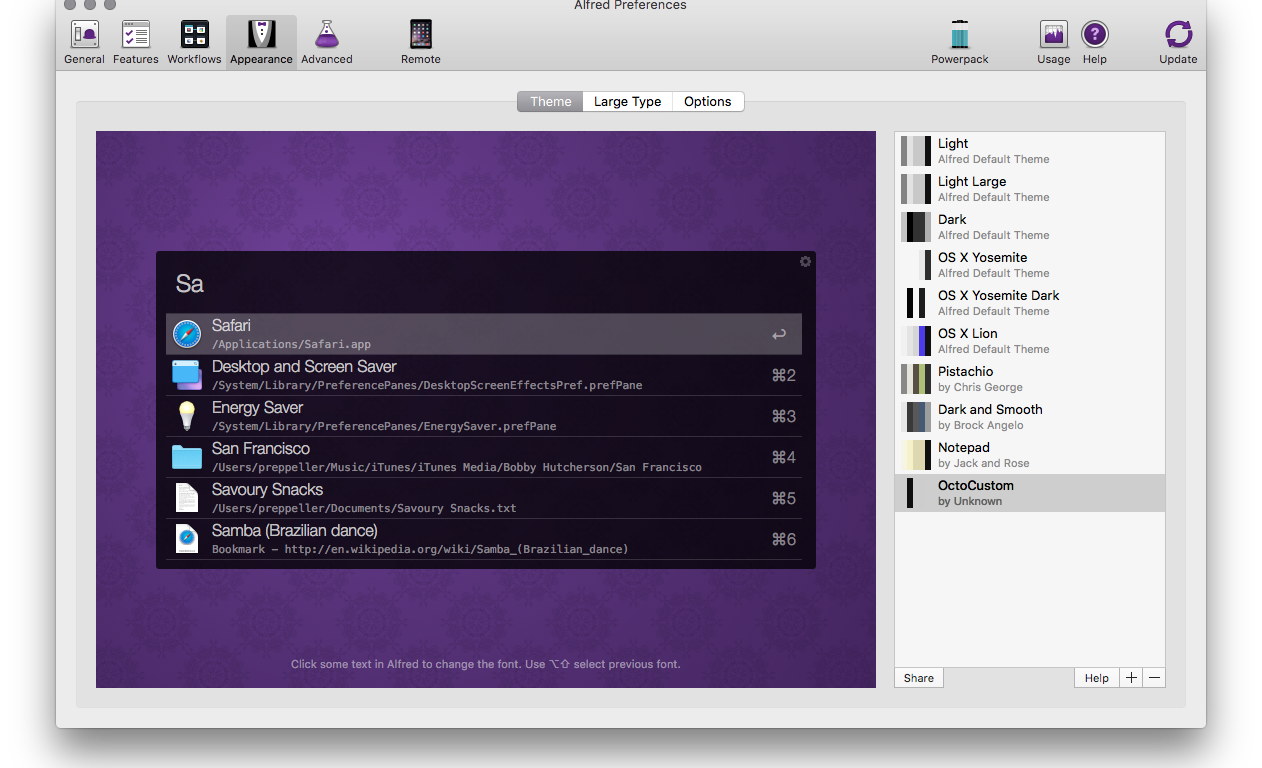 Alfred Preferences
General Features Workflows Appearance Advanced Remote Powerpack Usage Help Update
Theme Large Type Options
Sa
Safari
/Applications/Safari.app
↩
Desktop and Screen Saver
/System/Library/PreferencePanes/DesktopScreenEffectsPref.prefPane
⌘2
Energy Saver
/System/Library/PreferencePanes/EnergySaver.prefPane
⌘3
San Francisco
/Users/preppeller/Music/iTunes/iTunes Media/Bobby Hutcherson/San Francisco
⌘4
Savoury Snacks
/Users/preppeller/Documents/Savoury Snacks.txt
⌘5
Samba (Brazilian dance)
Bookmark – http://en.wikipedia.org/wiki/Samba_(Brazilian_dance)
⌘6
Click some text in Alfred to change the font. Use ⌥⇧ select previous font.
Light
Alfred Default Theme
Light Large
Alfred Default Theme
Dark
Alfred Default Theme
OS X Yosemite
Alfred Default Theme
OS X Yosemite Dark
Alfred Default Theme
OS X Lion
Alfred Default Theme
Pistachio
by Chris George
Dark and Smooth
by Brock Angelo
Notepad
by Jack and Rose
OctoCustom
by Unknown
Share Help + −